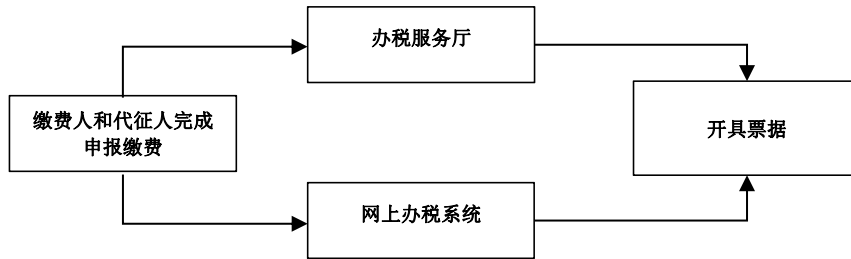 办税服务厅
缴费人和代征人完成
申报缴费
开具票据
网上办税系统